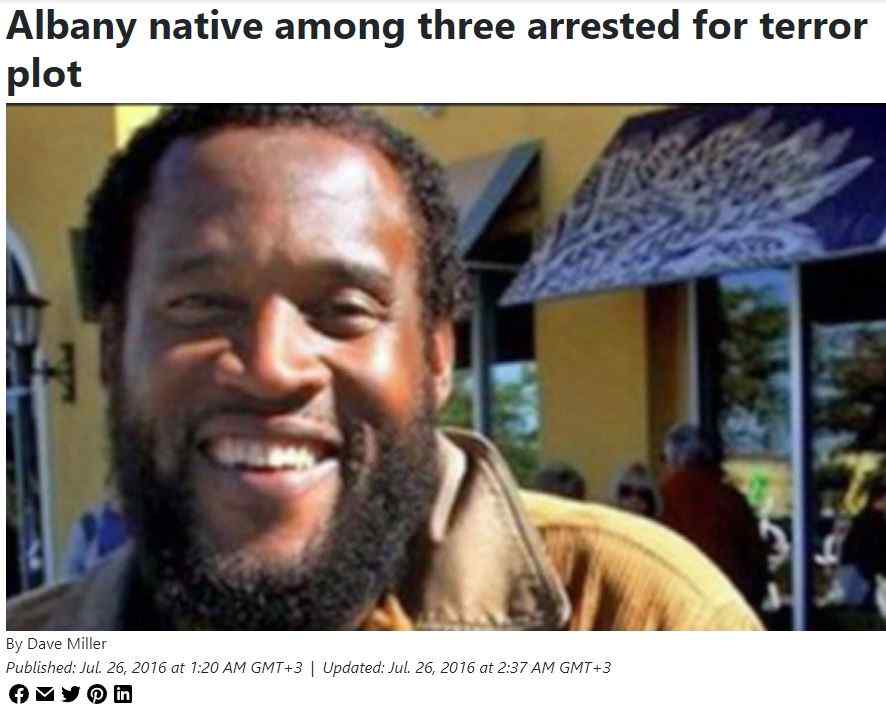 Albany native among three arrested for terror
plot
By Dave Miller
Published: Jul. 26, 2016 at 1:20 AM GMT+3 | Updated: Jul. 26, 2016 at 2:37 AM GMT+3